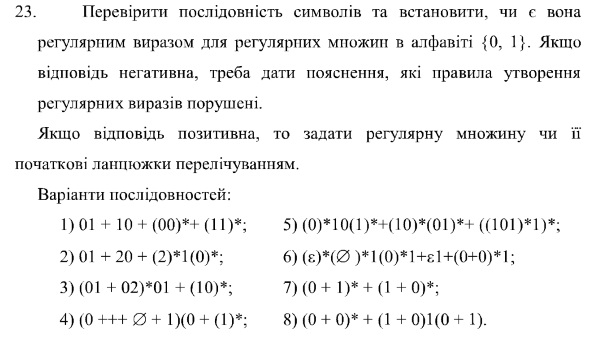 23. Перевірити послідовність символів та встановити, чи є вона
регулярним виразом для регулярних множин в алфавіті {0, 1}. Якщо
відповідь негативна, треба дати пояснення, які правила утворення
регулярних виразів порушені.
Якщо відповідь позитивна, то задати регулярну множину чи її
початкові ланцюжки перелічуванням.
Варіанти послідовностей:
1) 01 + 10 + (00)*+ (11)*; 5) (0)*10(1)*+(10)*(01)*+ ((101)*1)*;
2) 01 + 20 + (2)*1(0)*; 6) (ε)*(∅ )*1(0)*1+ε1+(0+0)*1;
3) (01 + 02)*01 + (10)*; 7) (0 + 1)* + (1 + 0)*;
4) (0 +++ ∅ + 1)(0 + (1)*; 8) (0 + 0)* + (1 + 0)1(0 + 1).